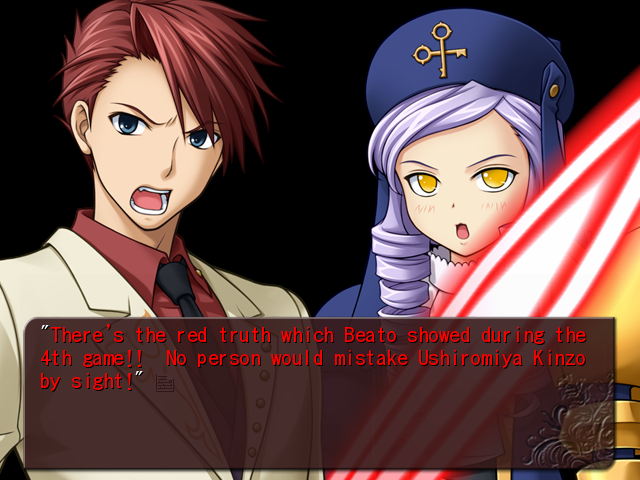 "There's the red truth which Beato showed during the
4th game!!  No person would mistake Ushiromiya Kinzo
by sight!"